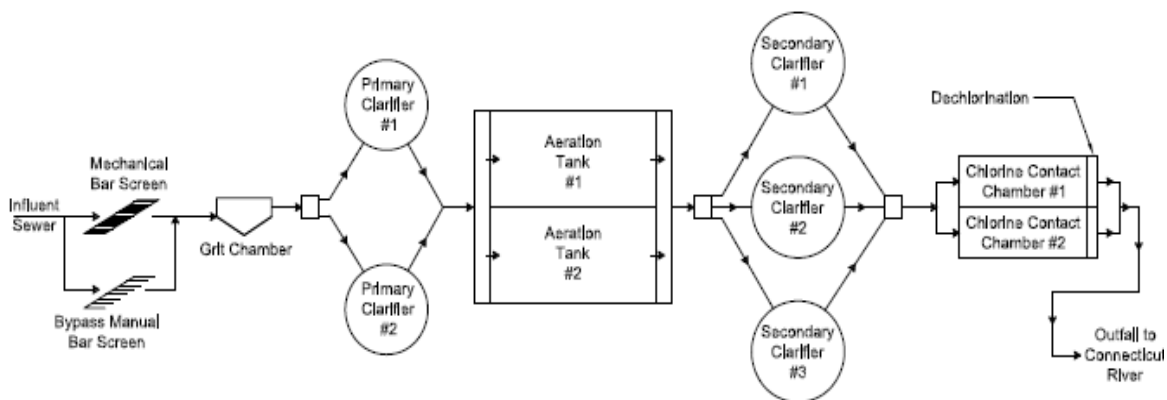 Influent
Sewer
Mechanical
Bar Screen
Bypass Manual
Bar Screen
Grit Chamber
Primary
Clarifier
#1
Primary
Clarifier
#2
Aeration
Tank
#1
Aeration
Tank
#2
Secondary
Clarifier
#1
Secondary
Clarifier
#2
Secondary
Clarifier
#3
Dechlorination
Chlorine Contact
Chamber #1
Chlorine Contact
Chamber #2
Outfall to
Connecticut
River